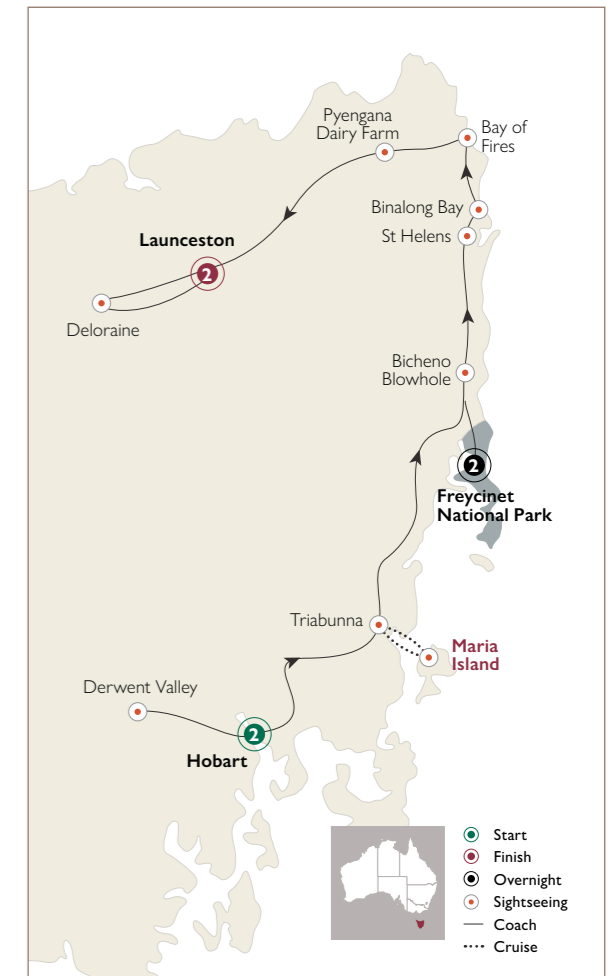 Pyengana
Dairy Farm
Bay of
Fires
Binalong Bay
St Helens
Launceston
2
Deloraine
Bicheno
Blowhole
2
Freycinet
National Park
Triabunna
Maria
Island
Derwent Valley
2
Hobart
Start
Finish
Overnight
Sightseeing
Coach
Cruise